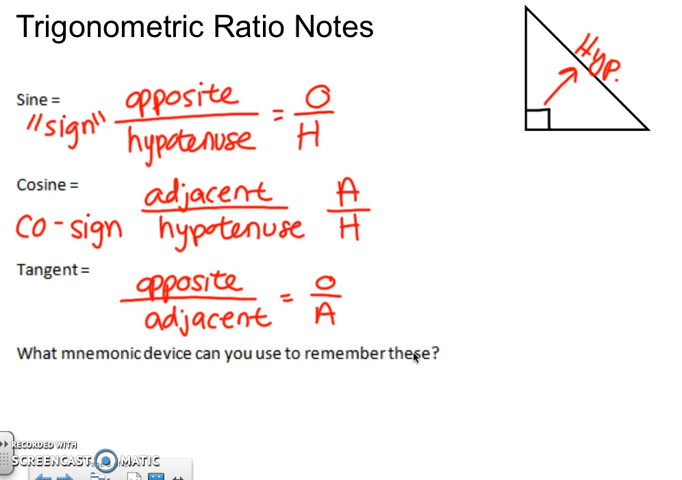 Trigonometric Ratio Notes
Hyp.
Sine = opposite / hypotenuse = O / H
"sign"
Cosine = adjacent / hypotenuse A / H
co-sign
Tangent = opposite / adjacent = O / A
What mnemonic device can you use to remember these?
RECORDED WITH
SCREENCAST-O-MATIC